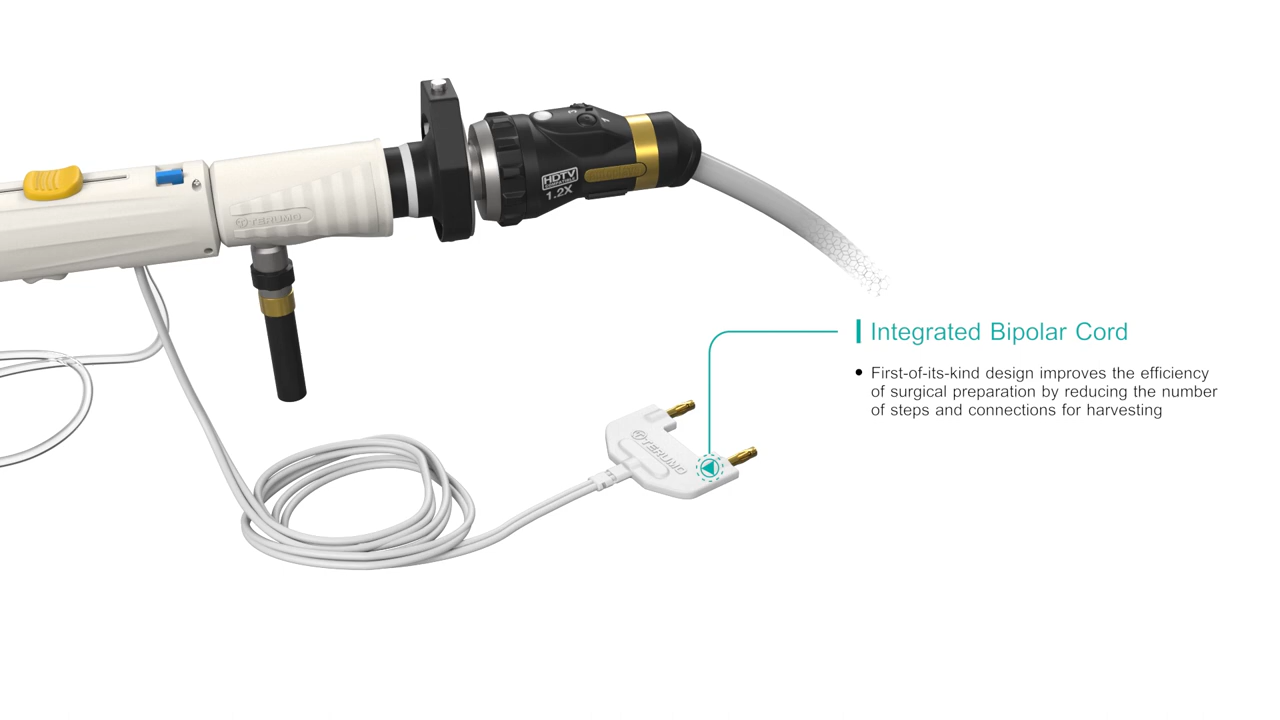 TERUMO
HDTV
1.2X
Integrated Bipolar Cord
• First-of-its-kind design improves the efficiency
of surgical preparation by reducing the number
of steps and connections for harvesting
TERUMO